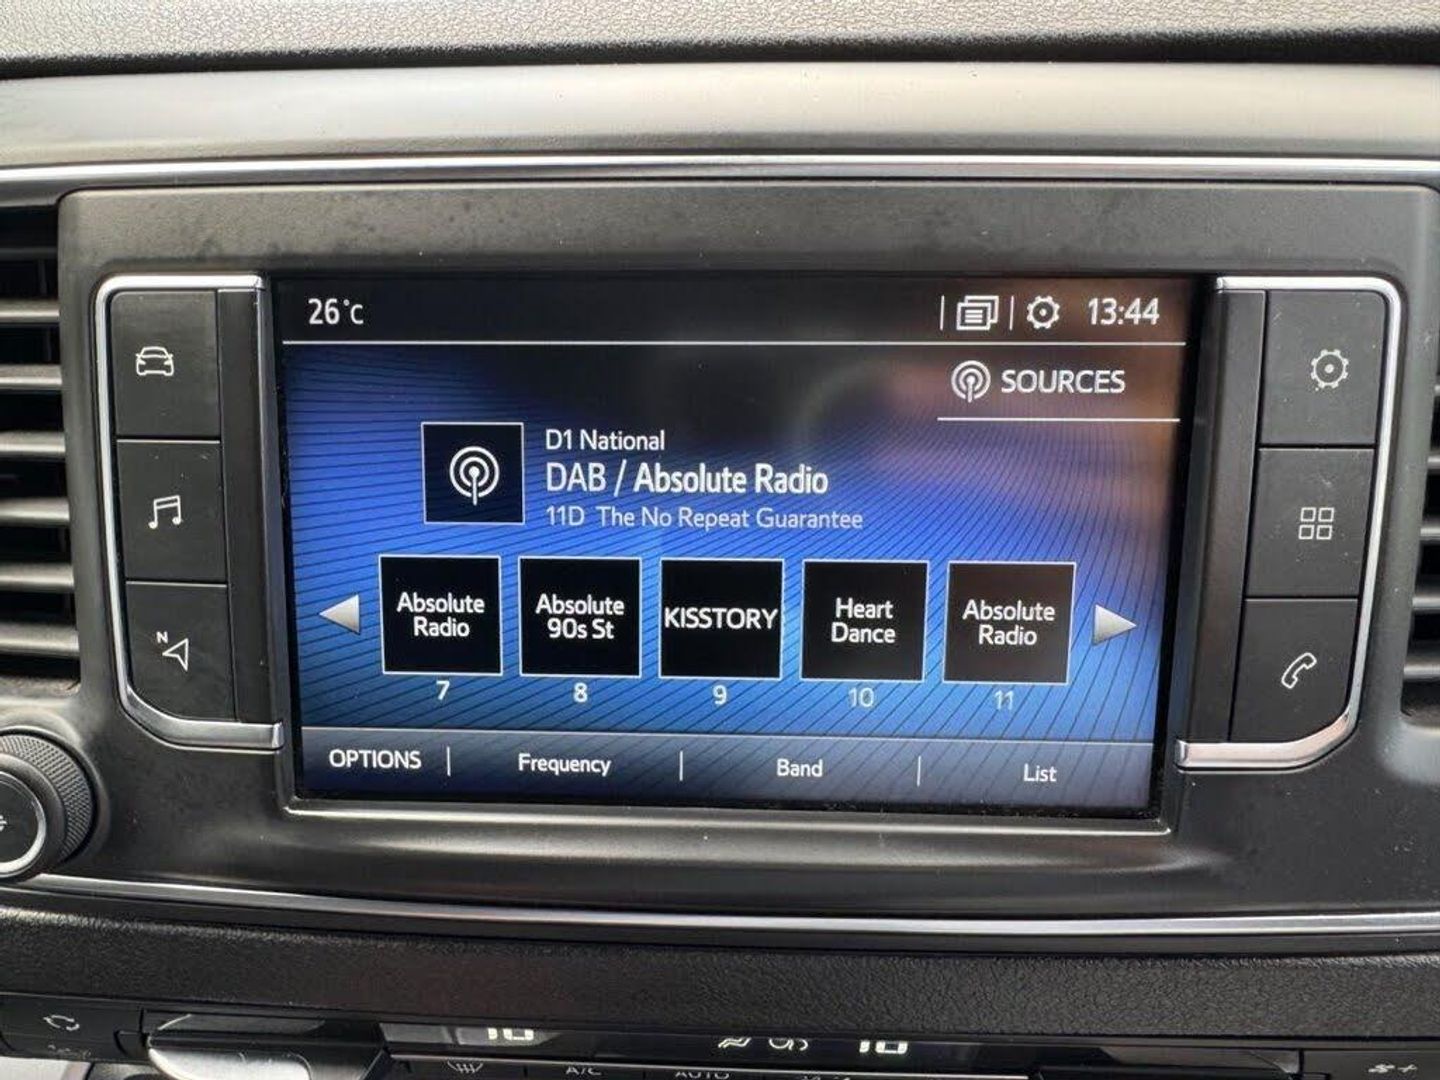 26°C
13:44
SOURCES
D1 National
DAB / Absolute Radio
11D The No Repeat Guarantee
Absolute
Radio
Absolute
90s St
KISSTORY
Heart
Dance
Absolute
Radio
7
8
9
10
11
OPTIONS
Frequency
Band
List
N
A/C
AUTO